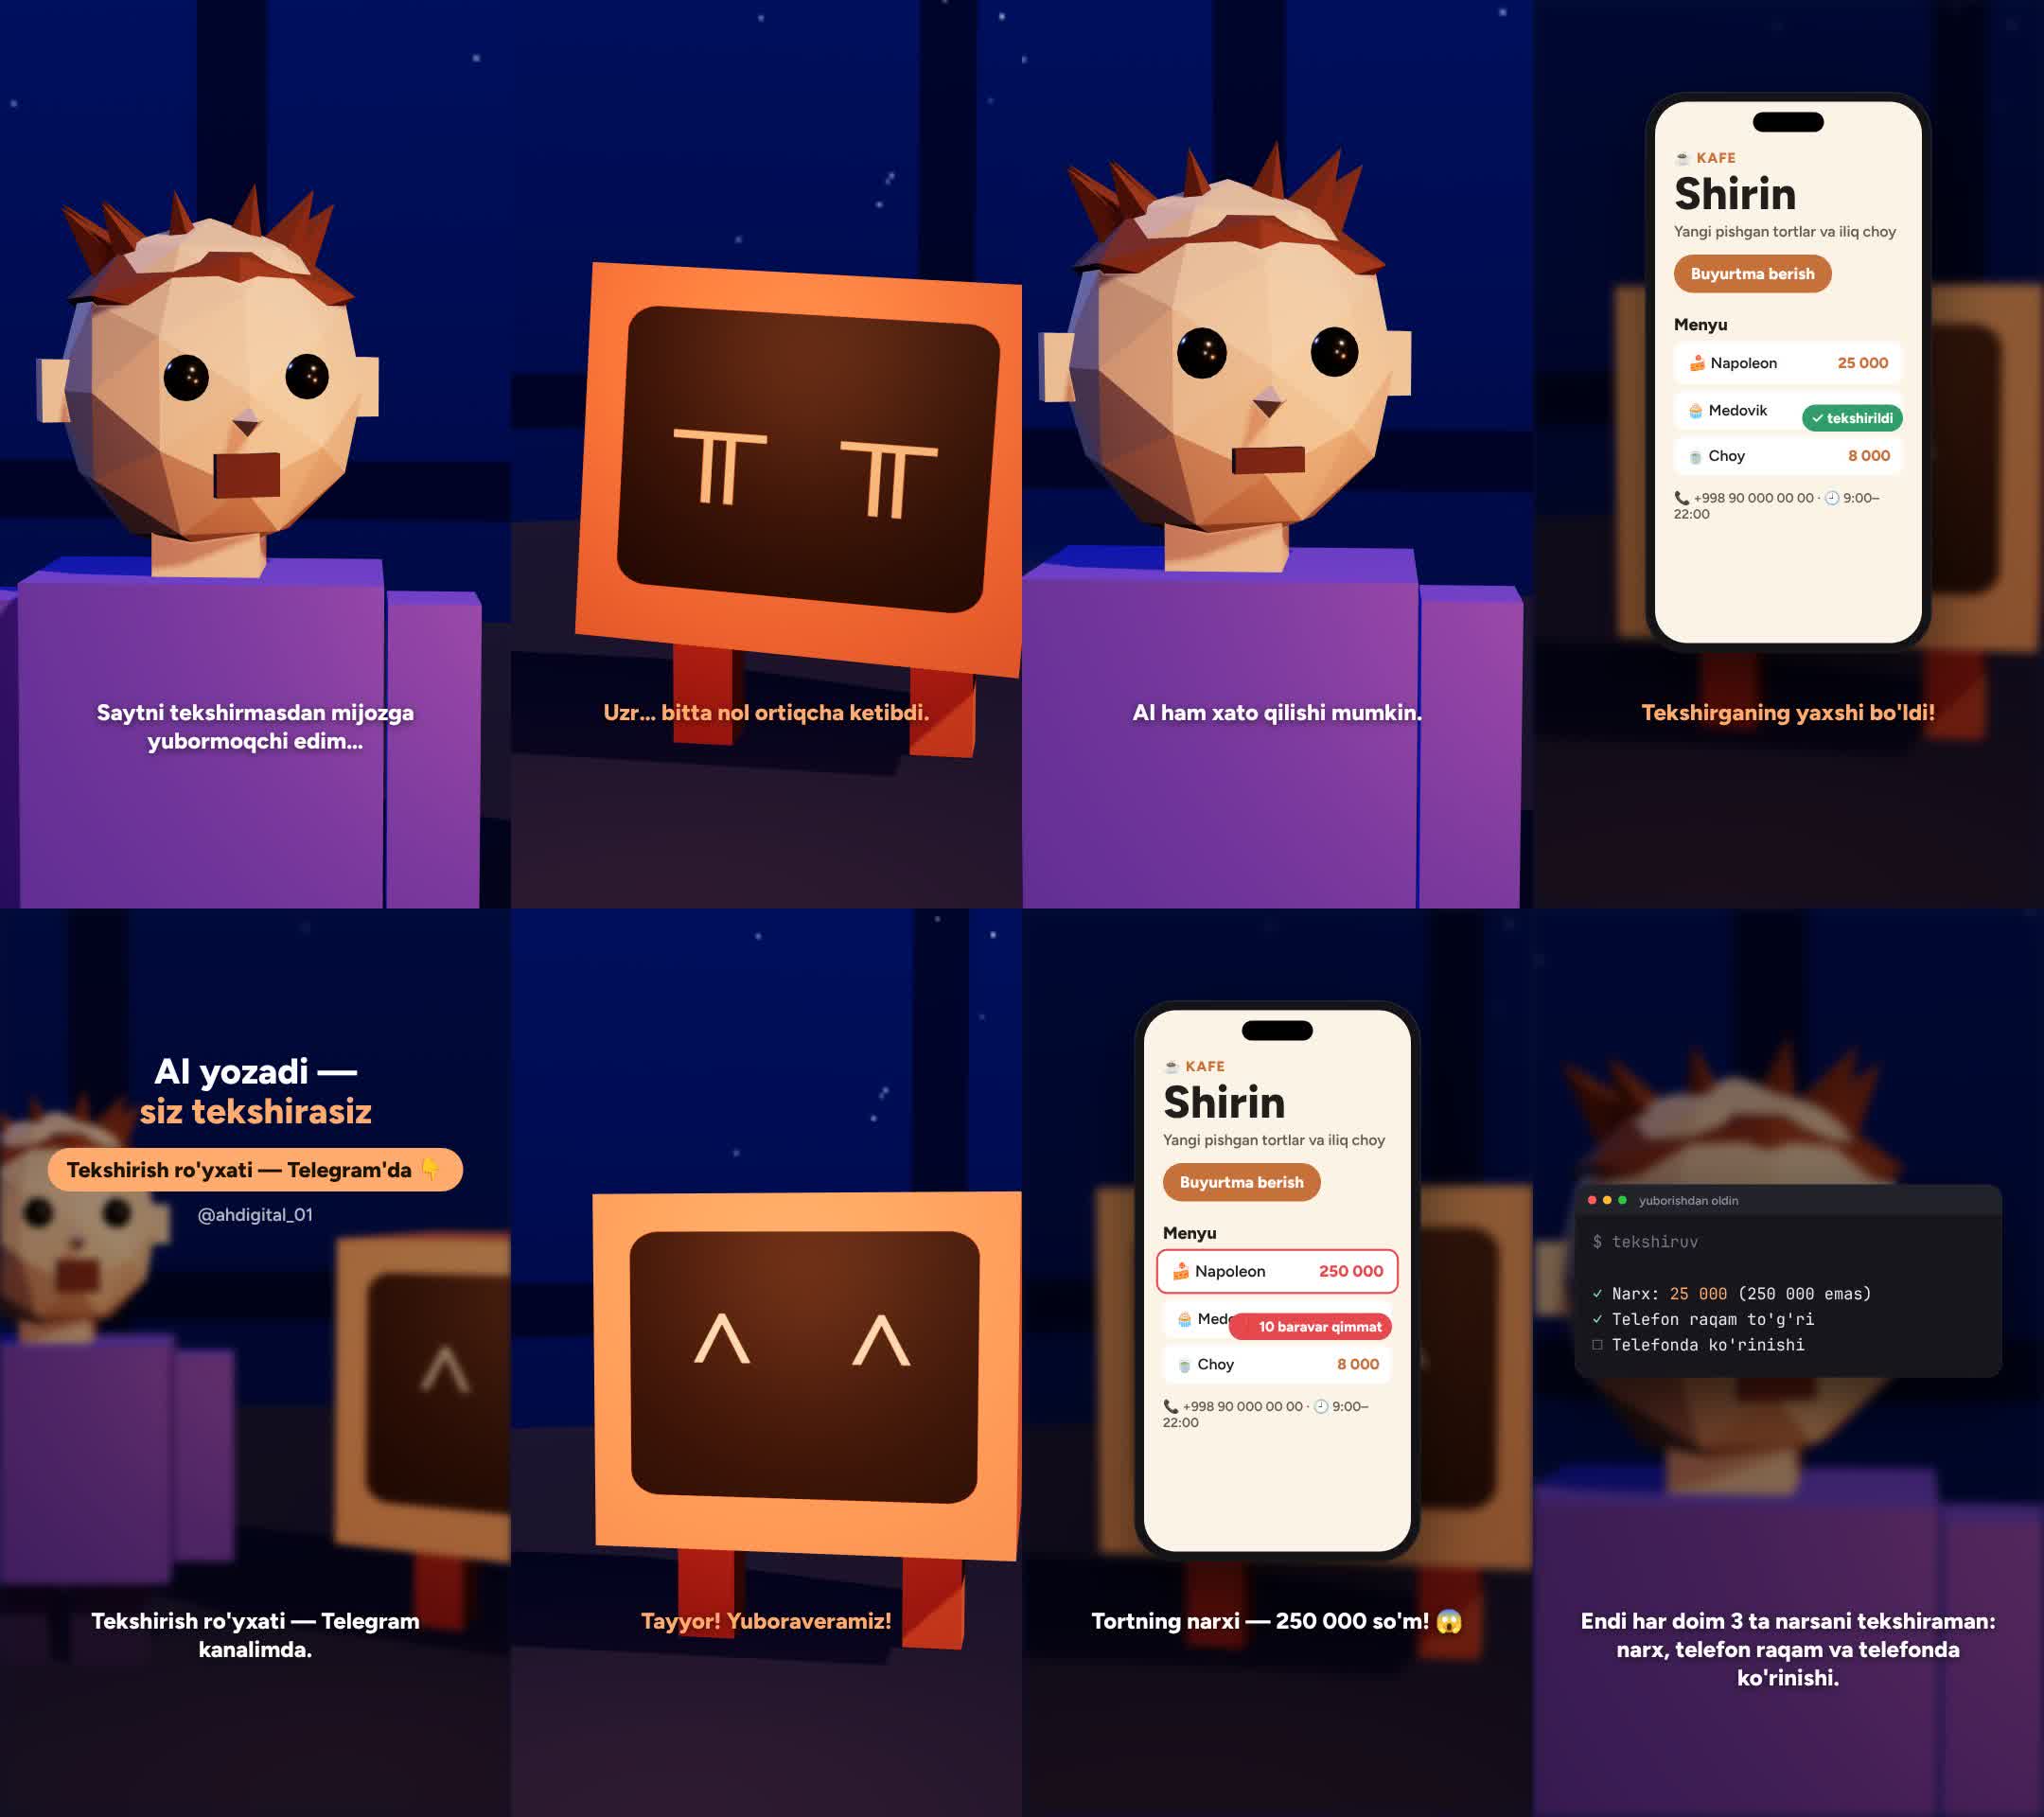 Saytni tekshirmasdan mijozga
yubormoqchi edim...
Uzr... bitta nol ortiqcha ketibdi.
AI ham xato qilishi mumkin.
☕ KAFE
Shirin
Yangi pishgan tortlar va iliq choy
Buyurtma berish
Menyu
🍰 Napoleon 25 000
🧁 Medovik
✓ tekshirildi
🍵 Choy 8 000
📞 +998 90 000 00 00 · 🕘 9:00–
22:00
Tekshirganing yaxshi bo'ldi!
AI yozadi —
siz tekshirasiz
Tekshirish ro'yxati — Telegram'da 👇
@ahdigital_01
Tekshirish ro'yxati — Telegram
kanalimda.
Tayyor! Yuboraveramiz!
☕ KAFE
Shirin
Yangi pishgan tortlar va iliq choy
Buyurtma berish
Menyu
🍰 Napoleon 250 000
🧁 Med
10 baravar qimmat
🍵 Choy 8 000
📞 +998 90 000 00 00 · 🕘 9:00–
22:00
Tortning narxi — 250 000 so'm! 😱
yuborishdan oldin
$ tekshiruv
✓ Narx: 25 000 (250 000 emas)
✓ Telefon raqam to'g'ri
□ Telefonda ko'rinishi
Endi har doim 3 ta narsani tekshiraman:
narx, telefon raqam va telefonda
ko'rinishi.